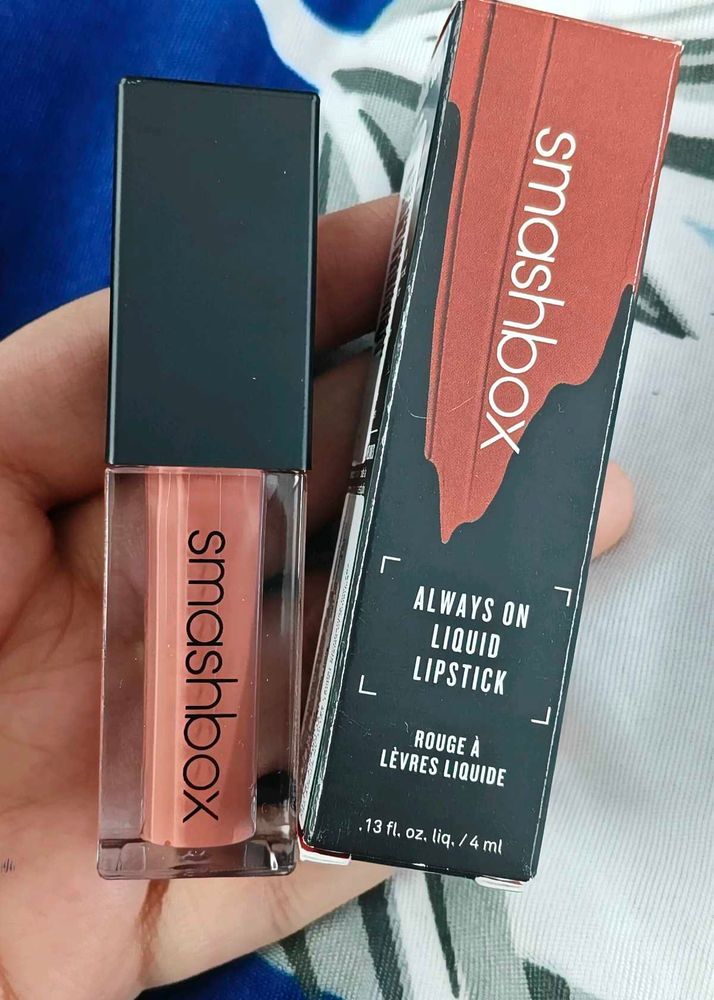 smashbox
smashbox
ALWAYS ON
LIQUID
LIPSTICK
ROUGE À
LÈVRES LIQUIDE
.13 fl. oz. liq. / 4 ml